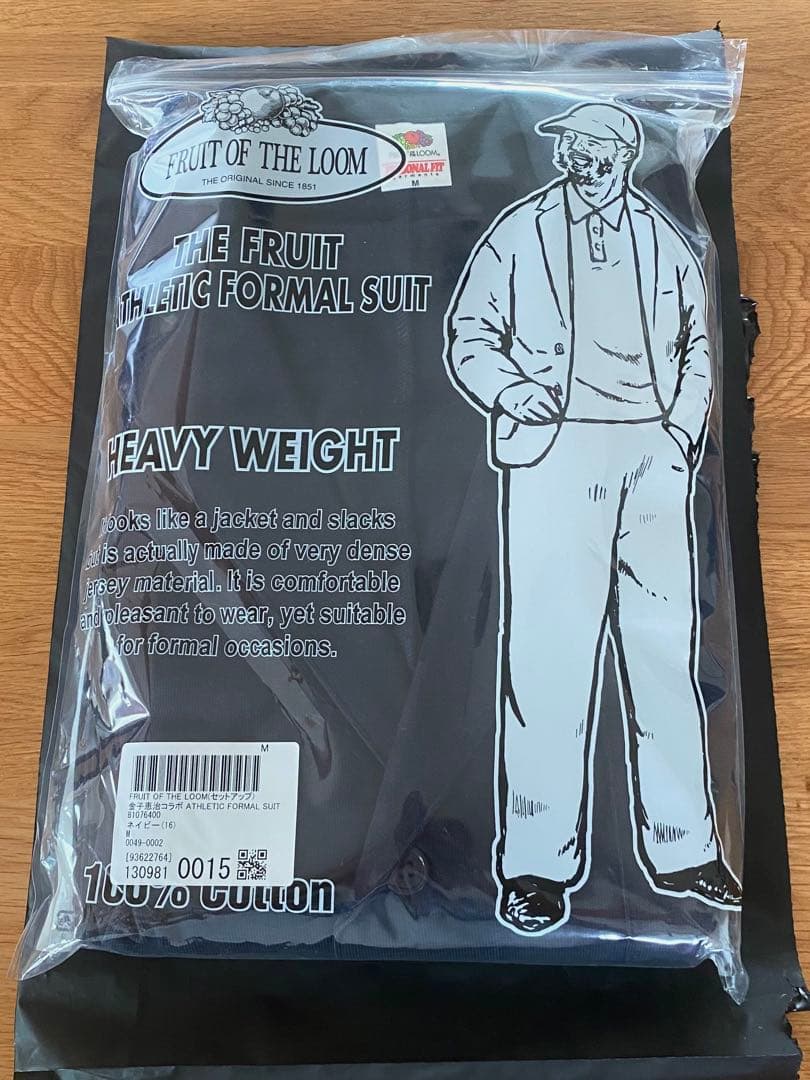 FRUIT OF THE LOOM
THE ORIGINAL SINCE 1851
M
THE FRUIT
ATHLETIC FORMAL SUIT
HEAVY WEIGHT
looks like a jacket and slacks
but is actually made of very dense
jersey material. It is comfortable
and pleasant to wear, yet suitable
for formal occasions.
M
FRUIT OF THE LOOM(セットアップ)
金子恵治コラボ ATHLETIC FORMAL SUIT
B1076400
ネイビー(16)
M
0049-0002
[93622764]
130981 0015
100% Cotton